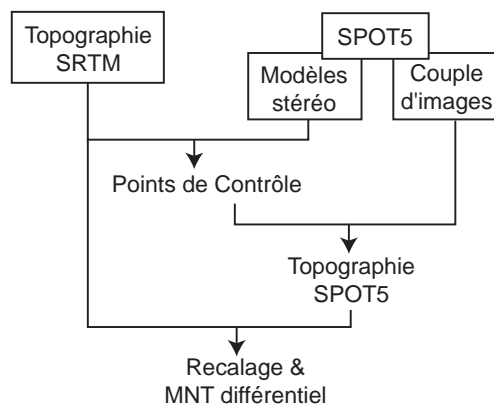 Topographie
SRTM
SPOT5
Modèles
stéréo
Couple
d'images
Points de Contrôle
Topographie
SPOT5
Recalage &
MNT différentiel